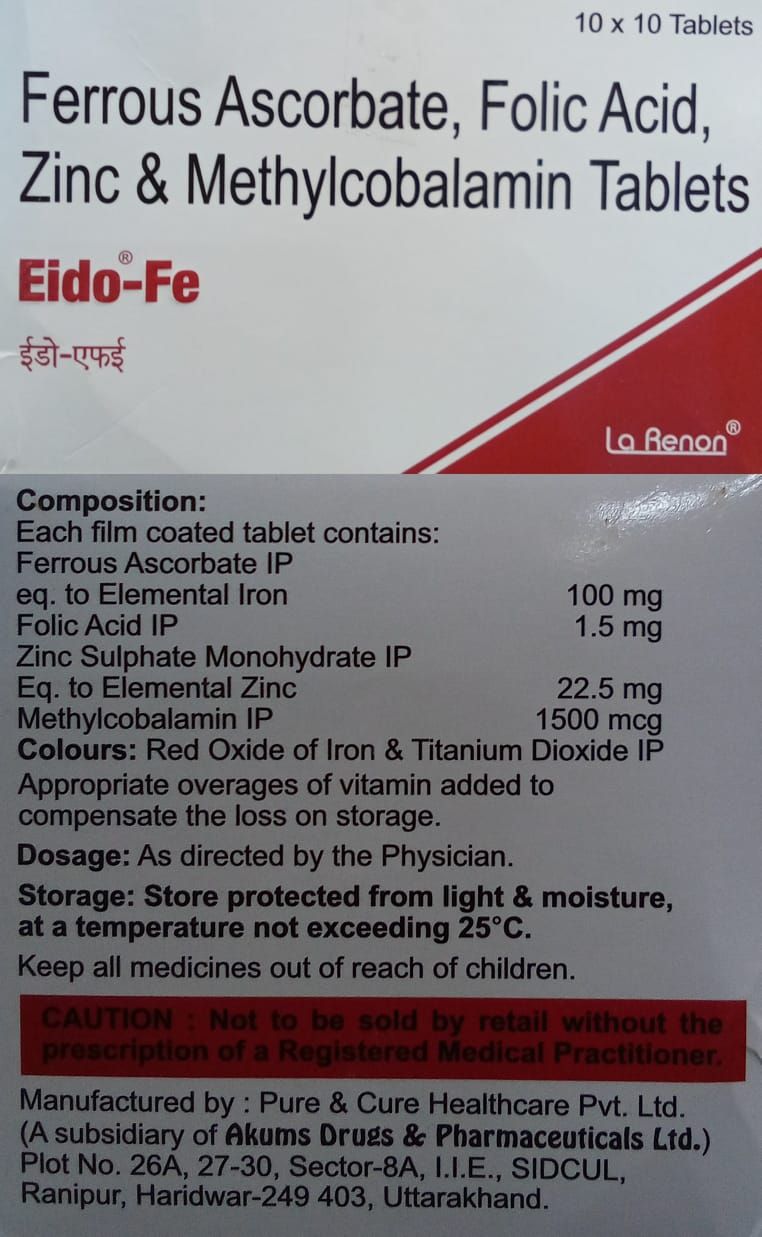 10 x 10 Tablets
Ferrous Ascorbate, Folic Acid,
Zinc & Methylcobalamin Tablets
Eido®-Fe
ईडो-एफई
La Renon®
Composition:
Each film coated tablet contains:
Ferrous Ascorbate IP
eq. to Elemental Iron 100 mg
Folic Acid IP 1.5 mg
Zinc Sulphate Monohydrate IP
Eq. to Elemental Zinc 22.5 mg
Methylcobalamin IP 1500 mcg
Colours: Red Oxide of Iron & Titanium Dioxide IP
Appropriate overages of vitamin added to
compensate the loss on storage.
Dosage: As directed by the Physician.
Storage: Store protected from light & moisture,
at a temperature not exceeding 25°C.
Keep all medicines out of reach of children.
CAUTION : Not to be sold by retail without the
prescription of a Registered Medical Practitioner.
Manufactured by : Pure & Cure Healthcare Pvt. Ltd.
(A subsidiary of Akums Drugs & Pharmaceuticals Ltd.)
Plot No. 26A, 27-30, Sector-8A, I.I.E., SIDCUL,
Ranipur, Haridwar-249 403, Uttarakhand.